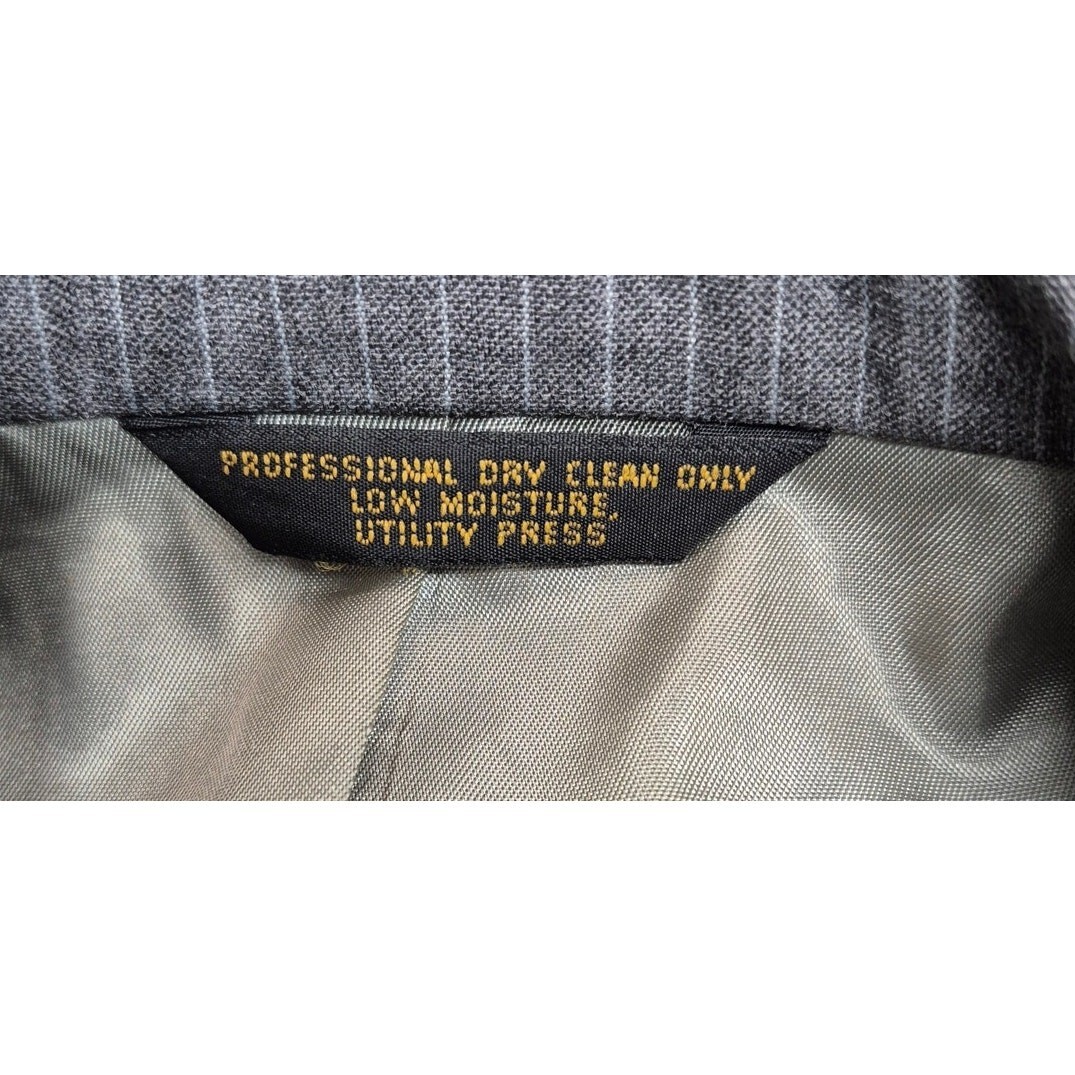 PROFESSIONAL DRY CLEAN ONLY
LOW MOISTURE,
UTILITY PRESS